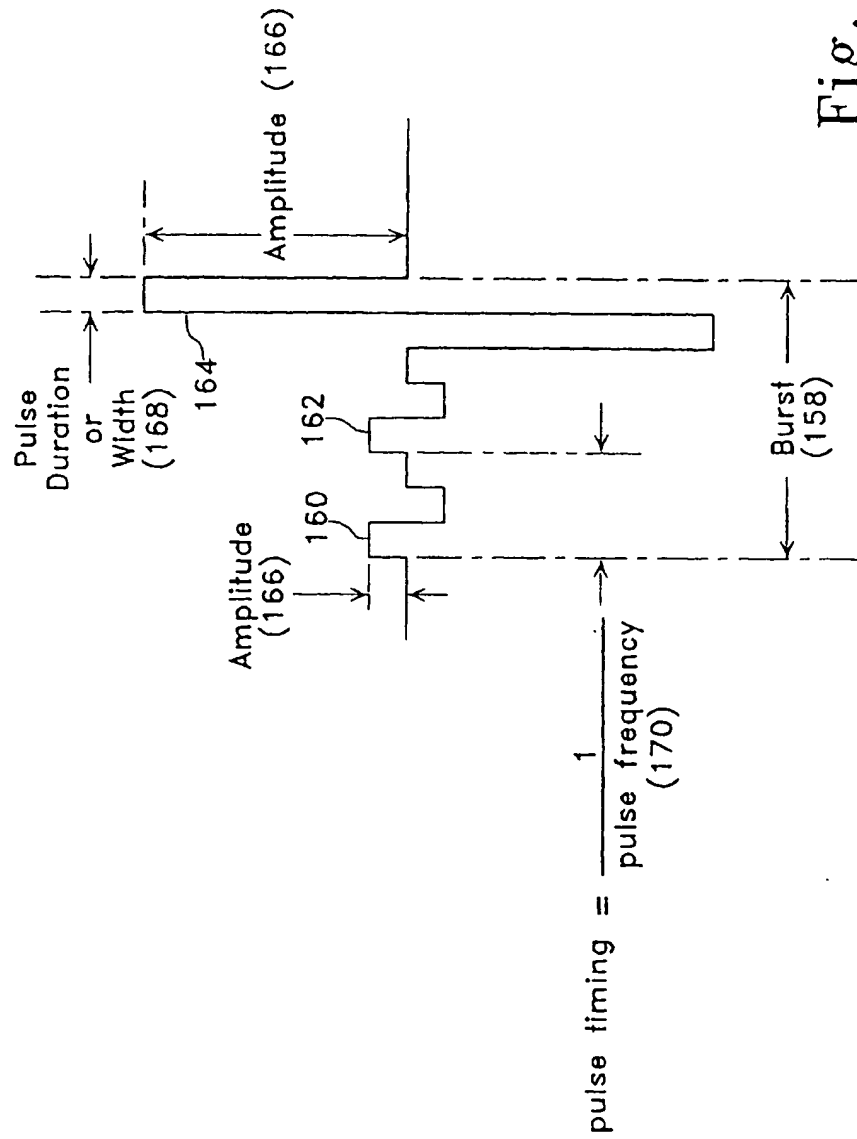 Pulse
Duration
or
Width
(168)
164
Amplitude (166)
162
160
Amplitude
(166)
Burst
(158)
pulse timing =
1
pulse frequency
(170)
Fig.